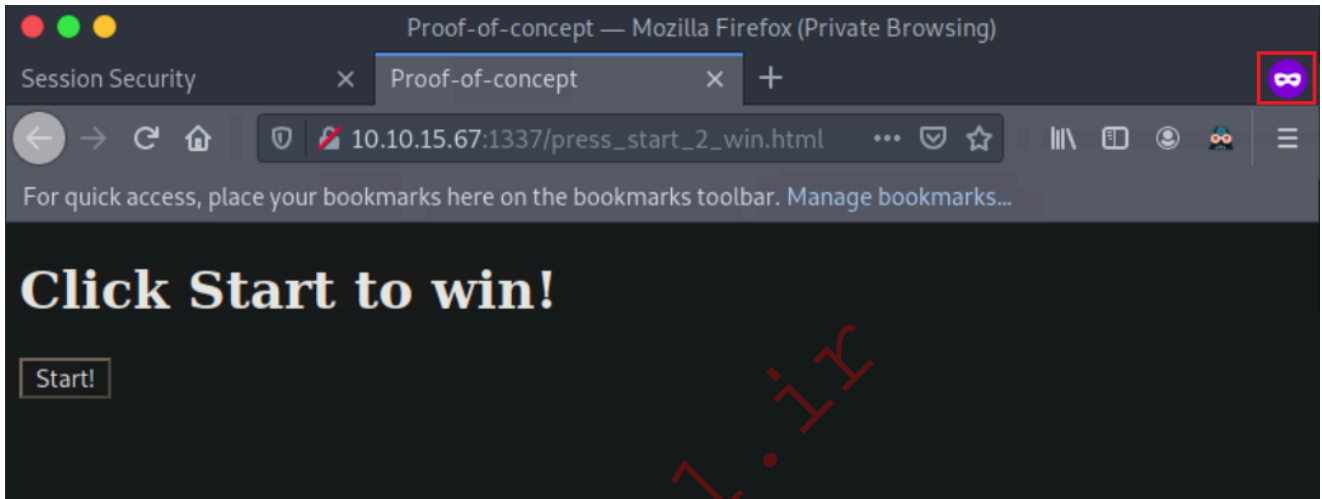 Proof-of-concept — Mozilla Firefox (Private Browsing)
Session Security
Proof-of-concept
10.10.15.67:1337/press_start_2_win.html
For quick access, place your bookmarks here on the bookmarks toolbar. Manage bookmarks...
Click Start to win!
Start!